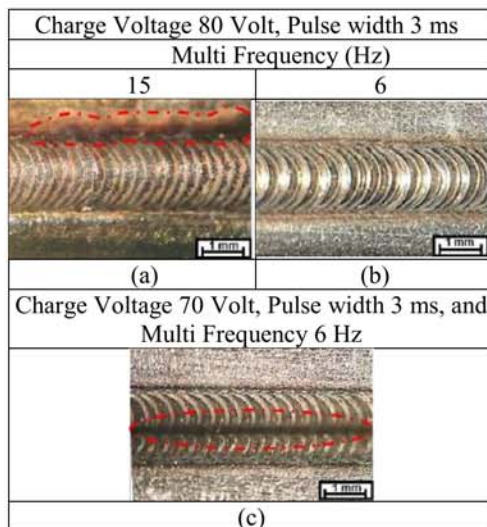 Charge Voltage 80 Volt, Pulse width 3 ms
Multi Frequency (Hz)
15 6
1 mm 1 mm
(a) (b)
Charge Voltage 70 Volt, Pulse width 3 ms, and
Multi Frequency 6 Hz
1 mm
(c)